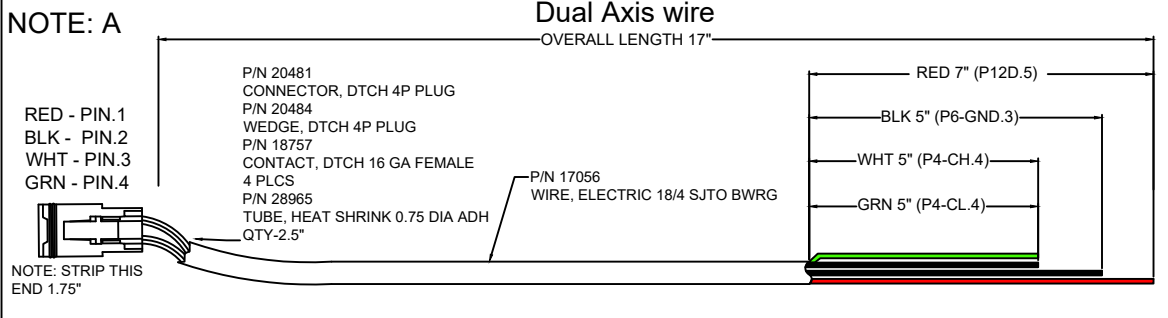 NOTE: A
Dual Axis wire
OVERALL LENGTH 17"
P/N 20481
CONNECTOR, DTCH 4P PLUG
P/N 20484
WEDGE, DTCH 4P PLUG
P/N 18757
CONTACT, DTCH 16 GA FEMALE
4 PLCS
P/N 28965
TUBE, HEAT SHRINK 0.75 DIA ADH
QTY-2.5"
RED - PIN.1
BLK - PIN.2
WHT - PIN.3
GRN - PIN.4
NOTE: STRIP THIS
END 1.75"
P/N 17056
WIRE, ELECTRIC 18/4 SJTO BWRG
RED 7" (P12D.5)
BLK 5" (P6-GND.3)
WHT 5" (P4-CH.4)
GRN 5" (P4-CL.4)